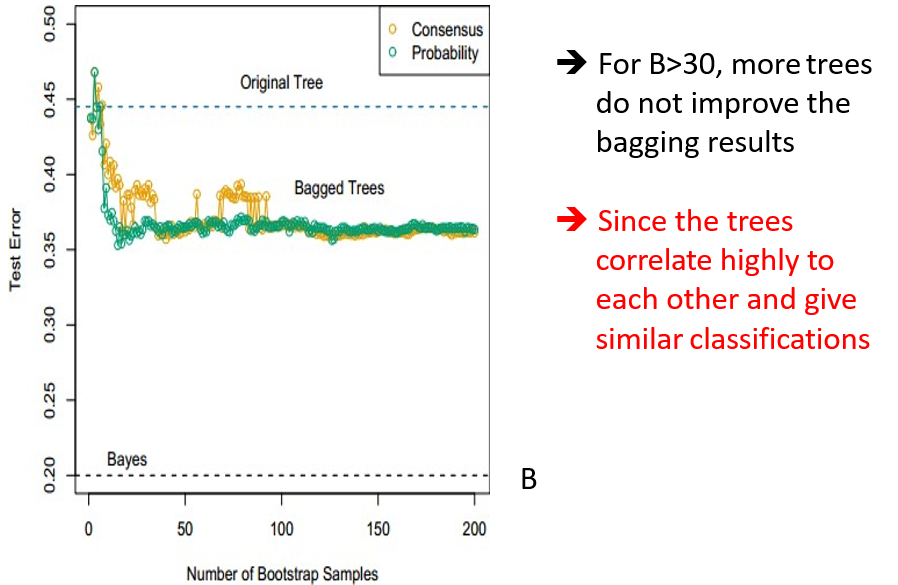 0.50
0.45
0.40
0.35
0.30
0.25
0.20
Test Error
Consensus
Probability
Original Tree
Bagged Trees
Bayes
0
50
100
150
200
Number of Bootstrap Samples
B
➔ For B>30, more trees
do not improve the
bagging results
➔ Since the trees
correlate highly to
each other and give
similar classifications